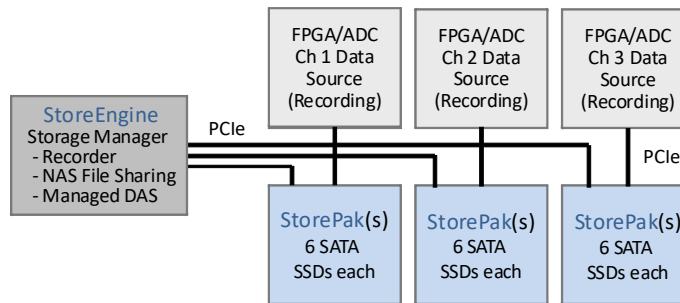 FPGA/ADC
Ch 1 Data
Source
(Recording)
FPGA/ADC
Ch 2 Data
Source
(Recording)
FPGA/ADC
Ch 3 Data
Source
(Recording)
StoreEngine
Storage Manager
- Recorder
- NAS File Sharing
- Managed DAS
PCIe
PCIe
StorePak(s)
6 SATA
SSDs each
StorePak(s)
6 SATA
SSDs each
StorePak(s)
6 SATA
SSDs each